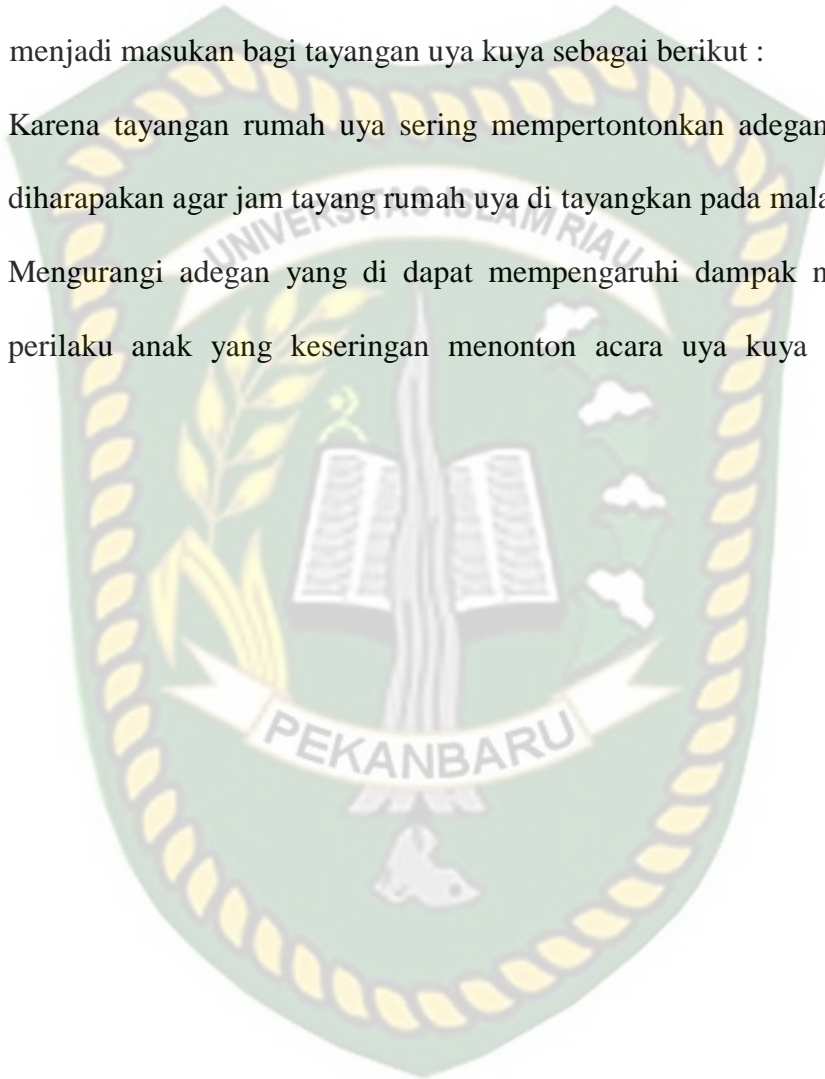 menjadi masukan bagi tayangan uya kuya sebagai berikut :
Karena tayangan rumah uya sering mempertontonkan adegan
diharapakan agar jam tayang rumah uya di tayangkan pada
Mengurangi adegan yang di dapat mempengaruhi dampak
perilaku anak yang keseringan menonton acara uya kuya
UNIVERSITAS ISLAM RIAU
PEKANBARU